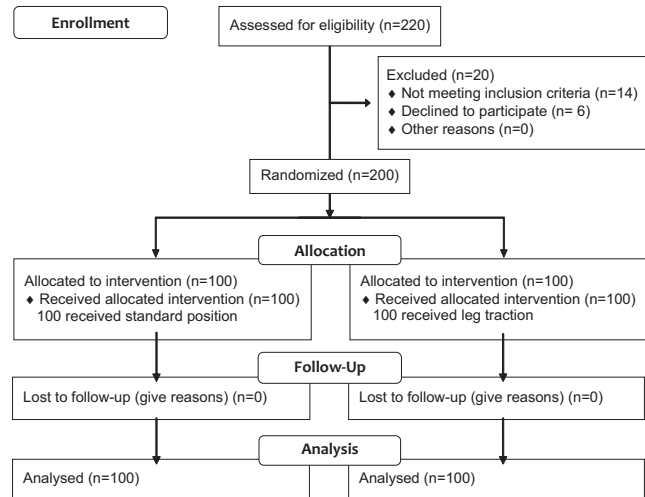 Enrollment
Assessed for eligibility (n=220)
Excluded (n=20)
♦ Not meeting inclusion criteria (n=14)
♦ Declined to participate (n= 6)
♦ Other reasons (n=0)
Randomized (n=200)
Allocation
Allocated to intervention (n=100)
♦ Received allocated intervention (n=100)
100 received standard position
Allocated to intervention (n=100)
♦ Received allocated intervention (n=100)
100 received leg traction
Follow-Up
Lost to follow-up (give reasons) (n=0)
Lost to follow-up (give reasons) (n=0)
Analysis
Analysed (n=100)
Analysed (n=100)